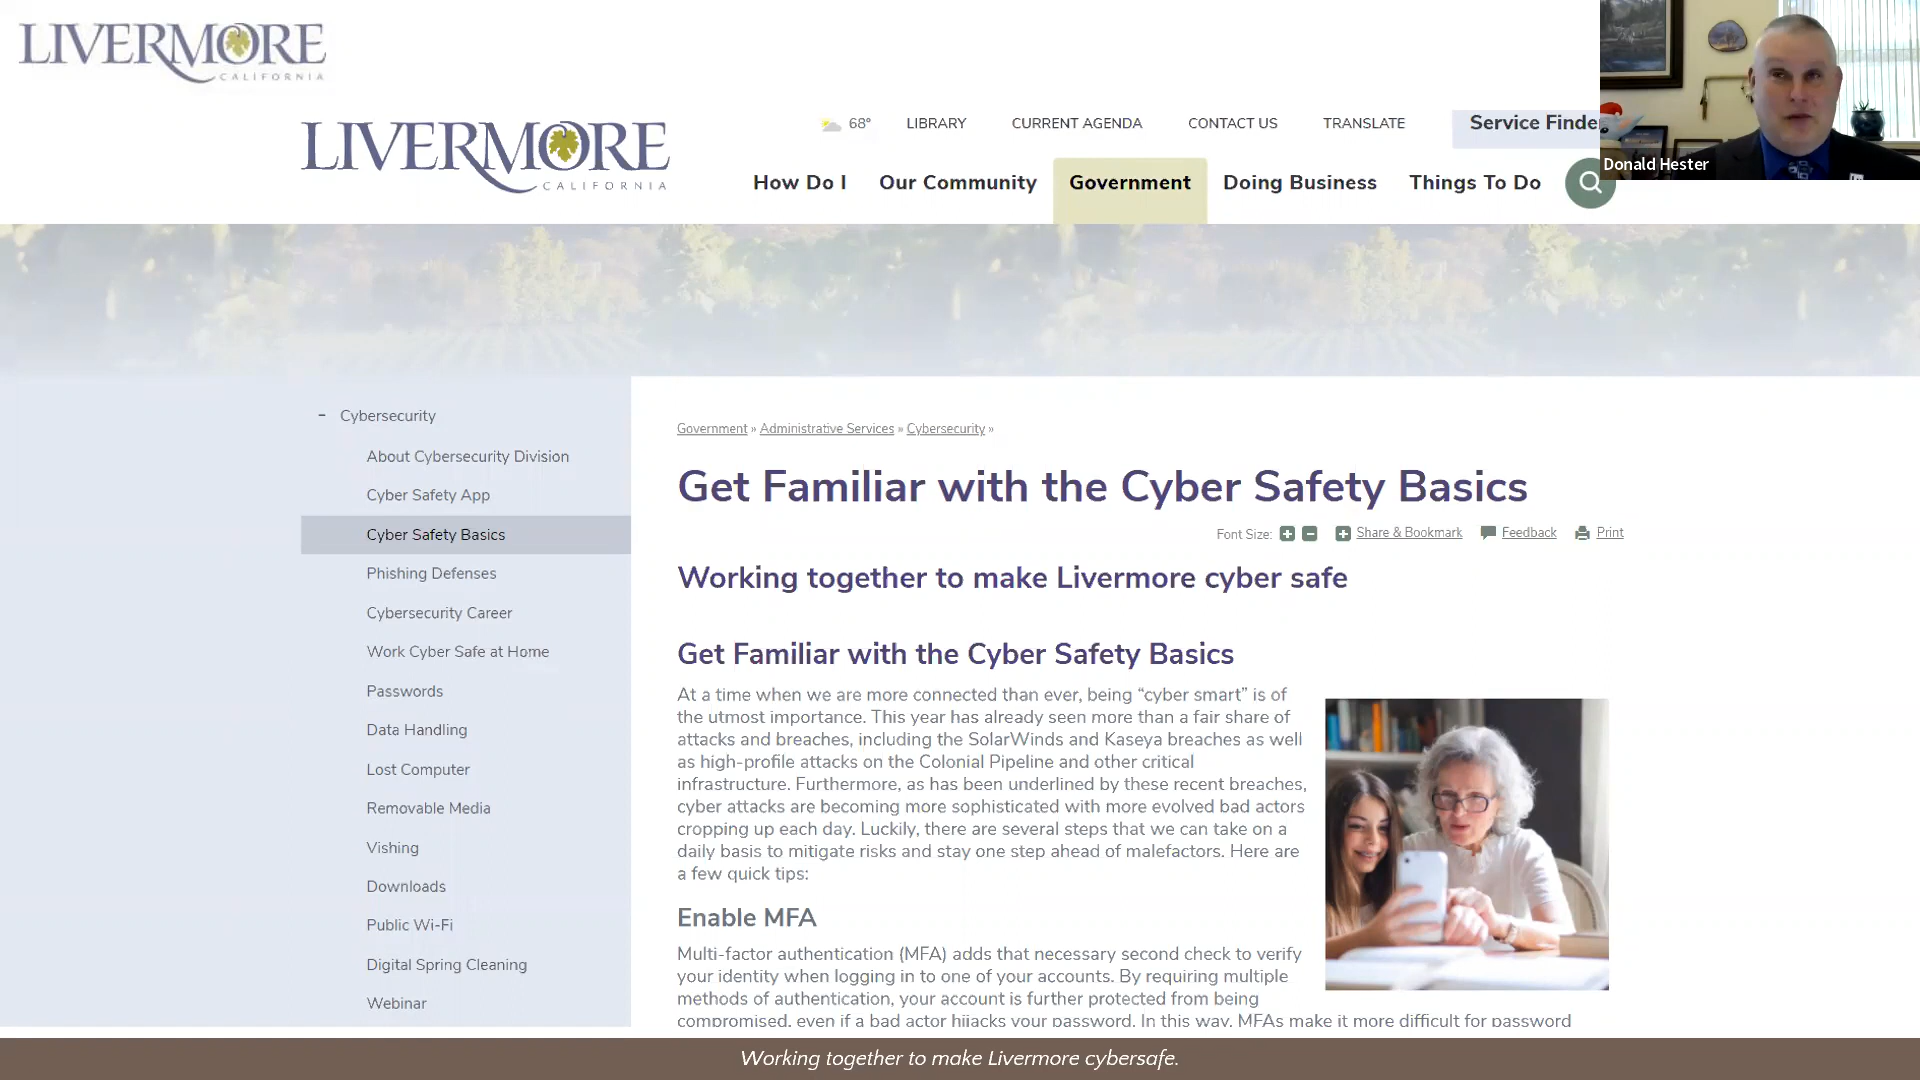 LIVERMORE
CALIFORNIA
LIVERMORE
CALIFORNIA
68°
LIBRARY
CURRENT AGENDA
CONTACT US
TRANSLATE
Service Finde
Donald Hester
How Do I
Our Community
Government
Doing Business
Things To Do
Cybersecurity
About Cybersecurity Division
Cyber Safety App
Cyber Safety Basics
Phishing Defenses
Cybersecurity Career
Work Cyber Safe at Home
Passwords
Data Handling
Lost Computer
Removable Media
Vishing
Downloads
Public Wi-Fi
Digital Spring Cleaning
Webinar
Government » Administrative Services » Cybersecurity »
Get Familiar with the Cyber Safety Basics
Font Size: + - + Share & Bookmark Feedback Print
Working together to make Livermore cyber safe
Get Familiar with the Cyber Safety Basics
At a time when we are more connected than ever, being “cyber smart” is of
the utmost importance. This year has already seen more than a fair share of
attacks and breaches, including the SolarWinds and Kaseya breaches as well
as high-profile attacks on the Colonial Pipeline and other critical
infrastructure. Furthermore, as has been underlined by these recent breaches,
cyber attacks are becoming more sophisticated with more evolved bad actors
cropping up each day. Luckily, there are several steps that we can take on a
daily basis to mitigate risks and stay one step ahead of malefactors. Here are
a few quick tips:
Enable MFA
Multi-factor authentication (MFA) adds that necessary second check to verify
your identity when logging in to one of your accounts. By requiring multiple
methods of authentication, your account is further protected from being
compromised, even if a bad actor hijacks your password. In this way, MFAs make it more difficult for password
Working together to make Livermore cybersafe.